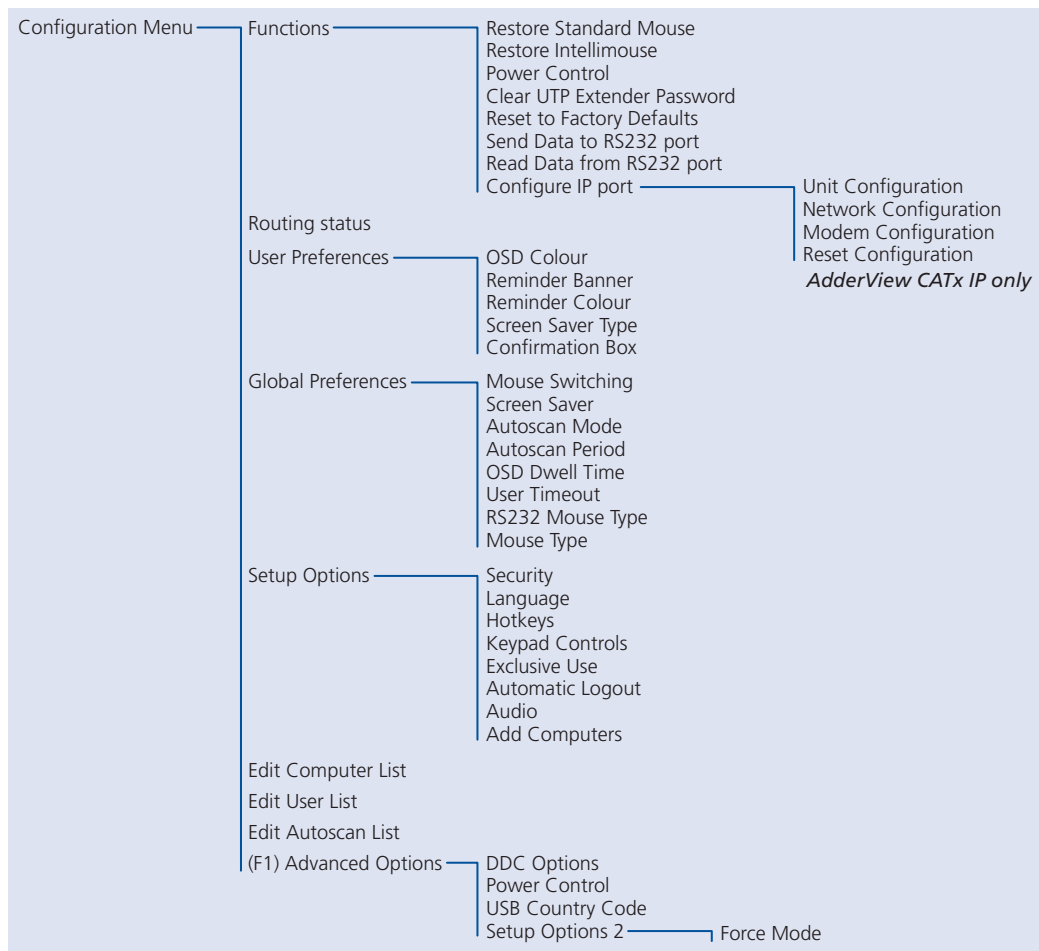 Configuration Menu
Functions
Restore Standard Mouse
Restore Intellimouse
Power Control
Clear UTP Extender Password
Reset to Factory Defaults
Send Data to RS232 port
Read Data from RS232 port
Configure IP port
Unit Configuration
Network Configuration
Modem Configuration
Reset Configuration
AdderView CATx IP only
Routing status
User Preferences
OSD Colour
Reminder Banner
Reminder Colour
Screen Saver Type
Confirmation Box
Global Preferences
Mouse Switching
Screen Saver
Autoscan Mode
Autoscan Period
OSD Dwell Time
User Timeout
RS232 Mouse Type
Mouse Type
Setup Options
Security
Language
Hotkeys
Keypad Controls
Exclusive Use
Automatic Logout
Audio
Add Computers
Edit Computer List
Edit User List
Edit Autoscan List
(F1) Advanced Options
DDC Options
Power Control
USB Country Code
Setup Options 2
Force Mode